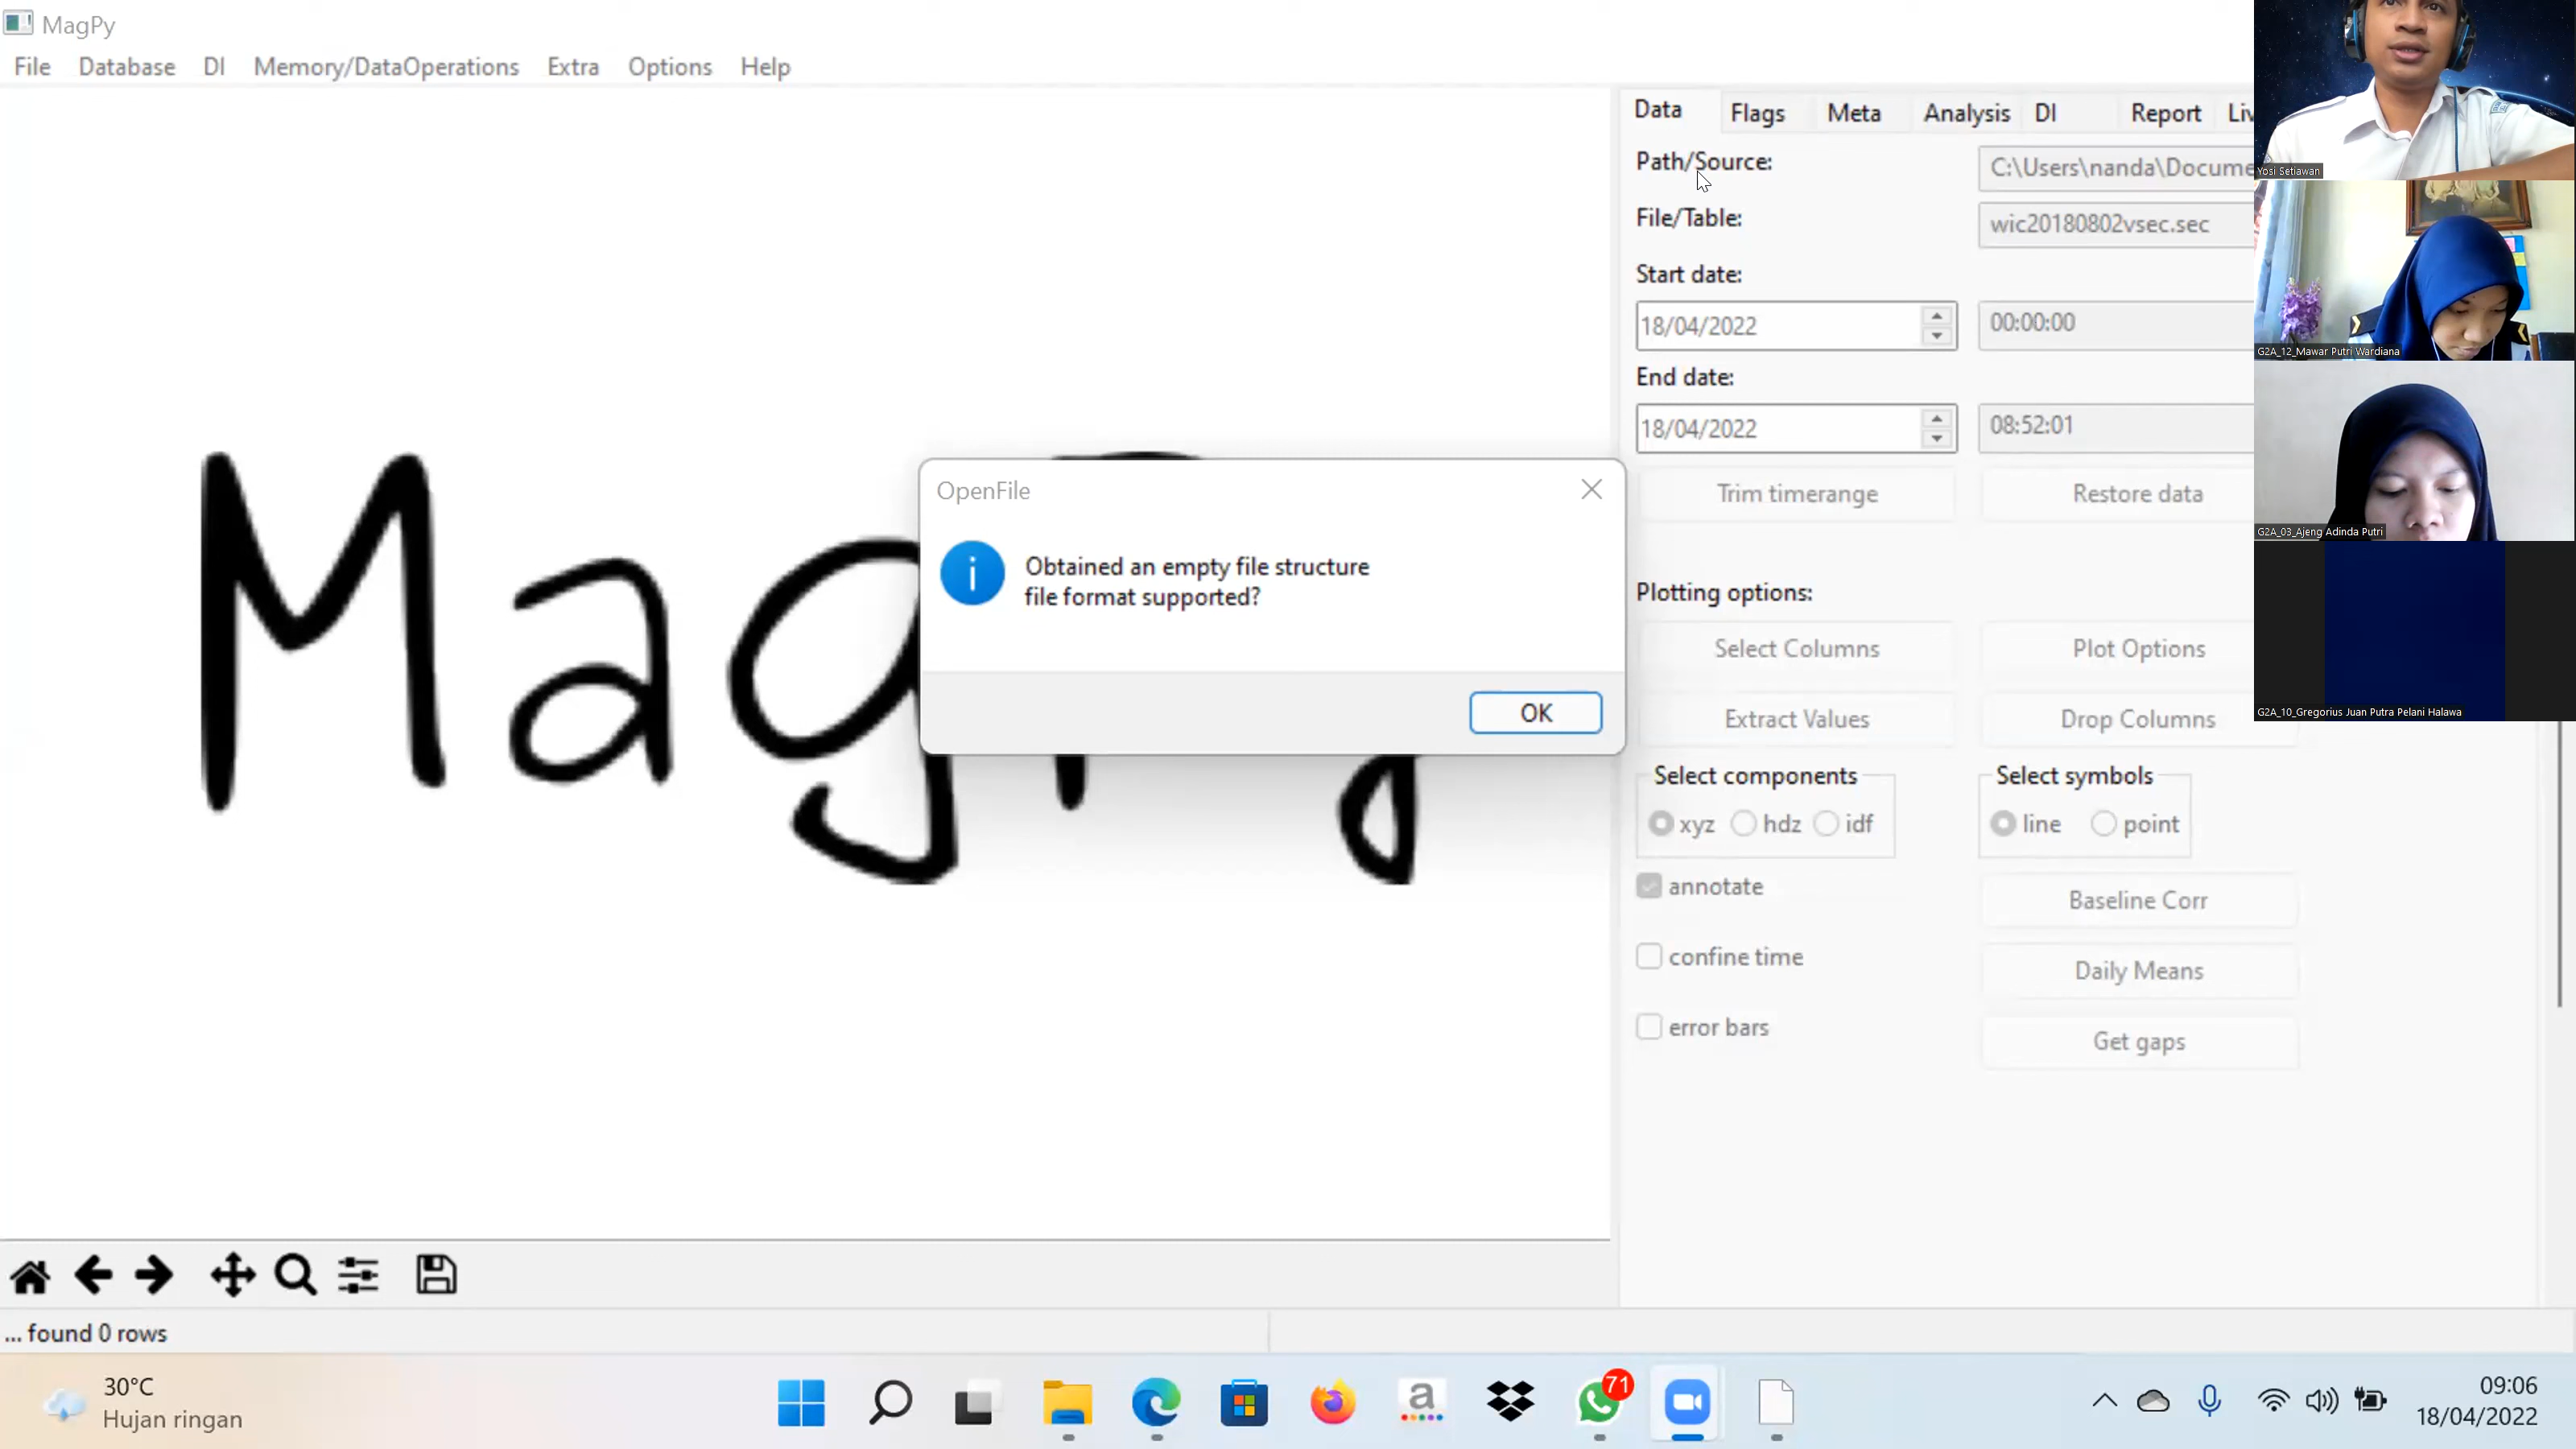 MagPy
File Database DI Memory/DataOperations Extra Options Help
Data Flags Meta Analysis DI Report
Path/Source: C:\Users\nanda\Docume
File/Table: wic20180802vsec.sec
Start date:
18/04/2022 00:00:00
End date:
18/04/2022 08:52:01
Trim timerange Restore data
Plotting options:
Select Columns Plot Options
Extract Values Drop Columns
Select components Select symbols
xyz hdz idf line point
annotate Baseline Corr
confine time Daily Means
error bars Get gaps
Mag
OpenFile
Obtained an empty file structure
file format supported?
OK
Yosi Setiawan
G2A_12_Mawar Putri Wardiana
G2A_03_Ajeng Adinda Putri
G2A_10_Gregorius Juan Putra Pelani Halawa
... found 0 rows
30°C
Hujan ringan
a
71
09:06
18/04/2022